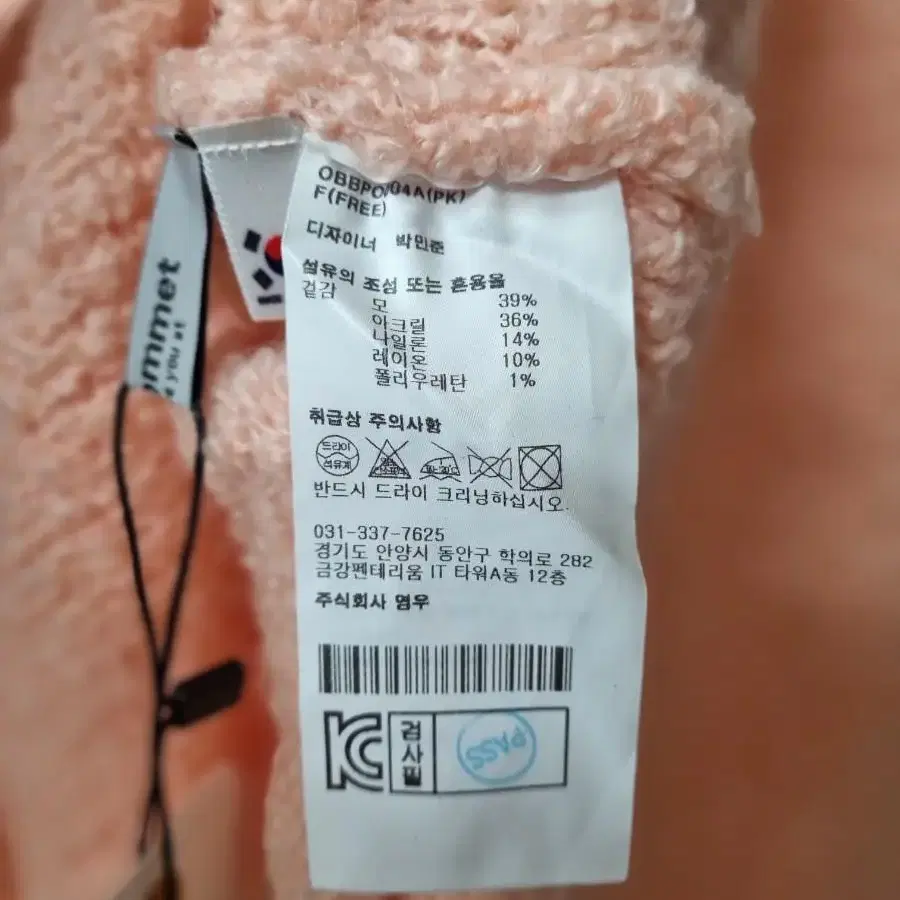 F(FREE)
디자이너 박민준
섬유의 조성 또는 혼용율
겉감 모 39%
아크릴 36%
나일론 14%
레이온 10%
폴리우레탄 1%
취급상 주의사항
드라이
석유계
반드시 드라이 크리닝하십시오.
031-337-7625
경기도 안양시 동안구 학의로 282
금강펜테리움 IT 타워A동 12층
주식회사 염우
KC
검사필
PASS
you a